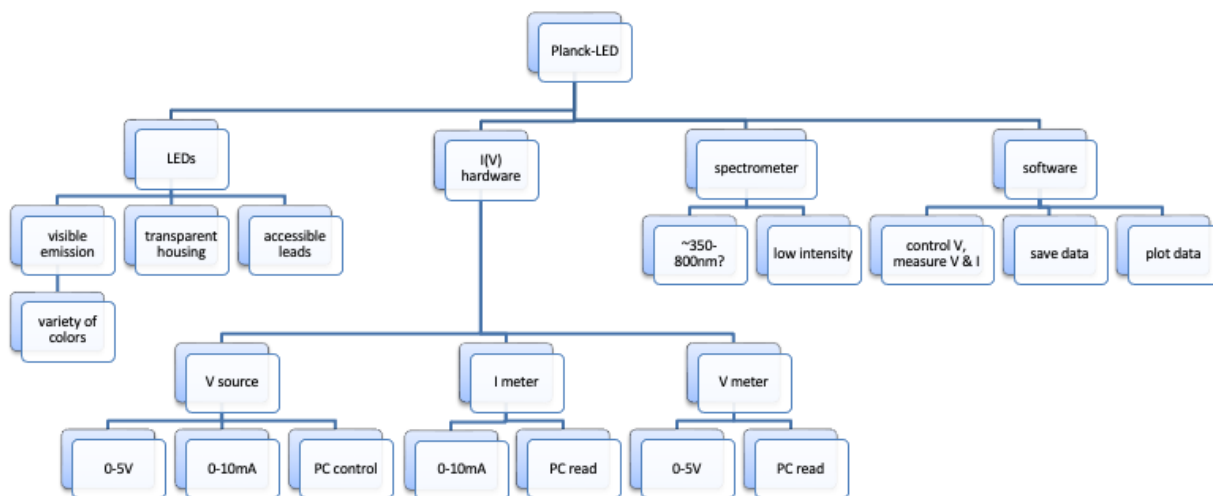 Planck-LED
LEDs
I(V)
hardware
spectrometer
software
visible
emission
transparent
housing
accessible
leads
~350-
800nm?
low intensity
control V,
measure V & I
save data
plot data
variety of
colors
V source
I meter
V meter
0-5V
0-10mA
PC control
0-10mA
PC read
0-5V
PC read